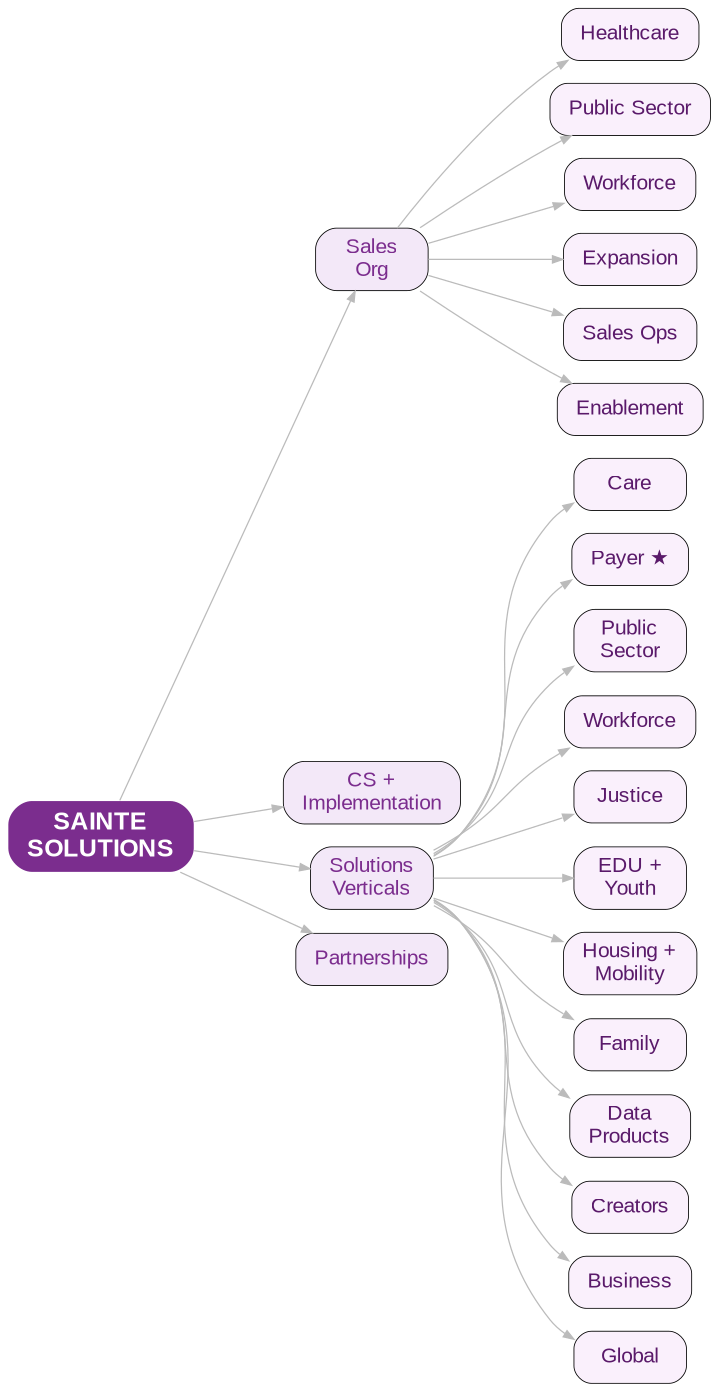 Healthcare
Public Sector
Workforce
Sales
Org
Expansion
Sales Ops
Enablement
Care
Payer ★
Public
Sector
Workforce
CS +
Implementation
Justice
SAINTE
SOLUTIONS
Solutions
Verticals
EDU +
Youth
Partnerships
Housing +
Mobility
Family
Data
Products
Creators
Business
Global